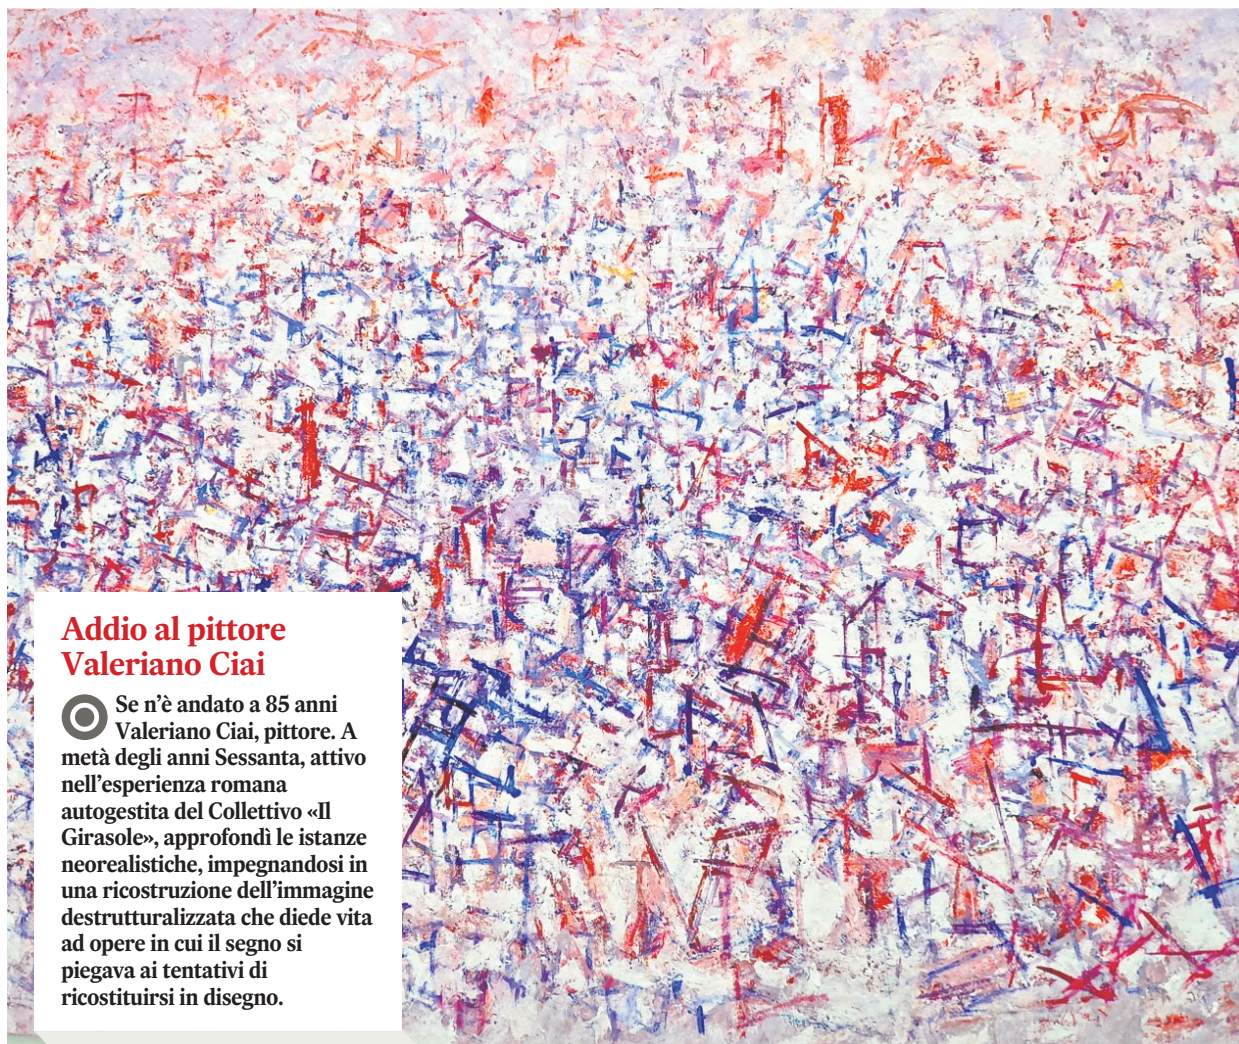 Addio al pittore
Valeriano Ciai
Se n’è andato a 85 anni
Valeriano Ciai, pittore. A
metà degli anni Sessanta, attivo
nell’esperienza romana
autogestita del Collettivo «Il
Girasole», approfondì le istanze
neorealistiche, impegnandosi in
una ricostruzione dell’immagine
destrutturalizzata che diede vita
ad opere in cui il segno si
piegava ai tentativi di
ricostituirsi in disegno.